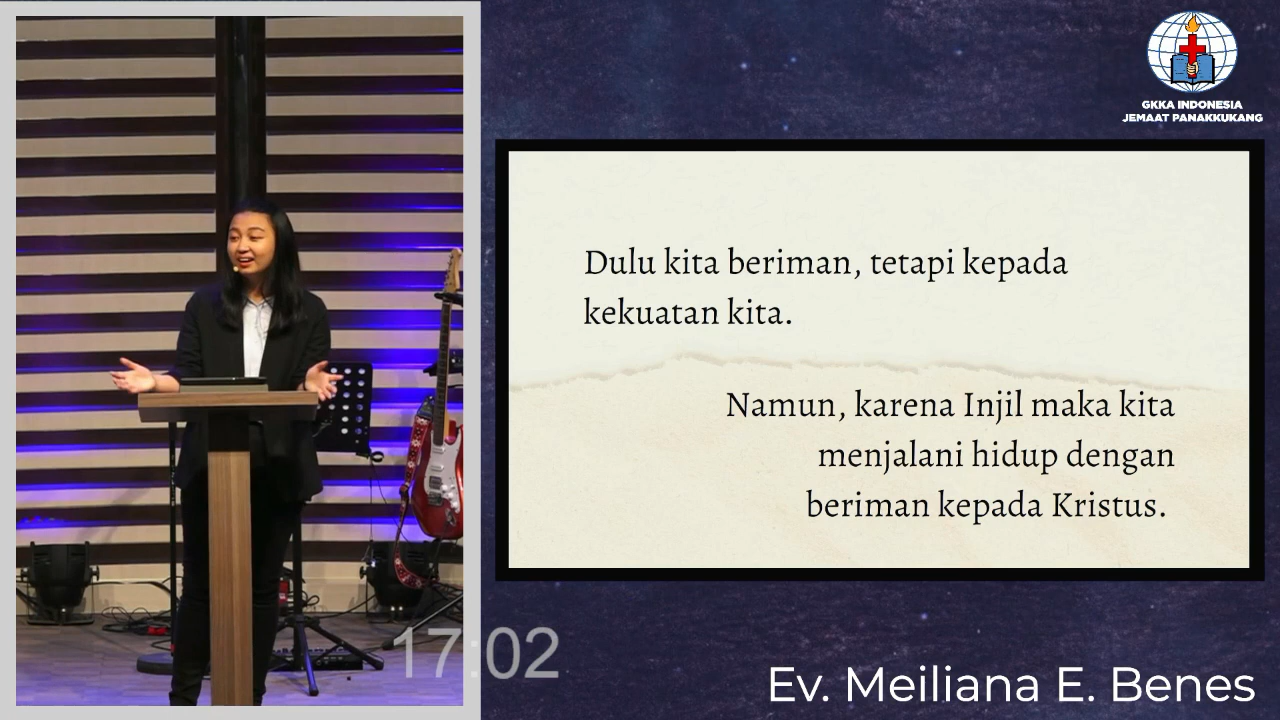 GKKA INDONESIA
JEMAAT PANAKKUKANG
Dulu kita beriman, tetapi kepada
kekuatan kita.
Namun, karena Injil maka kita
menjalani hidup dengan
beriman kepada Kristus.
17:02
Ev. Meiliana E. Benes